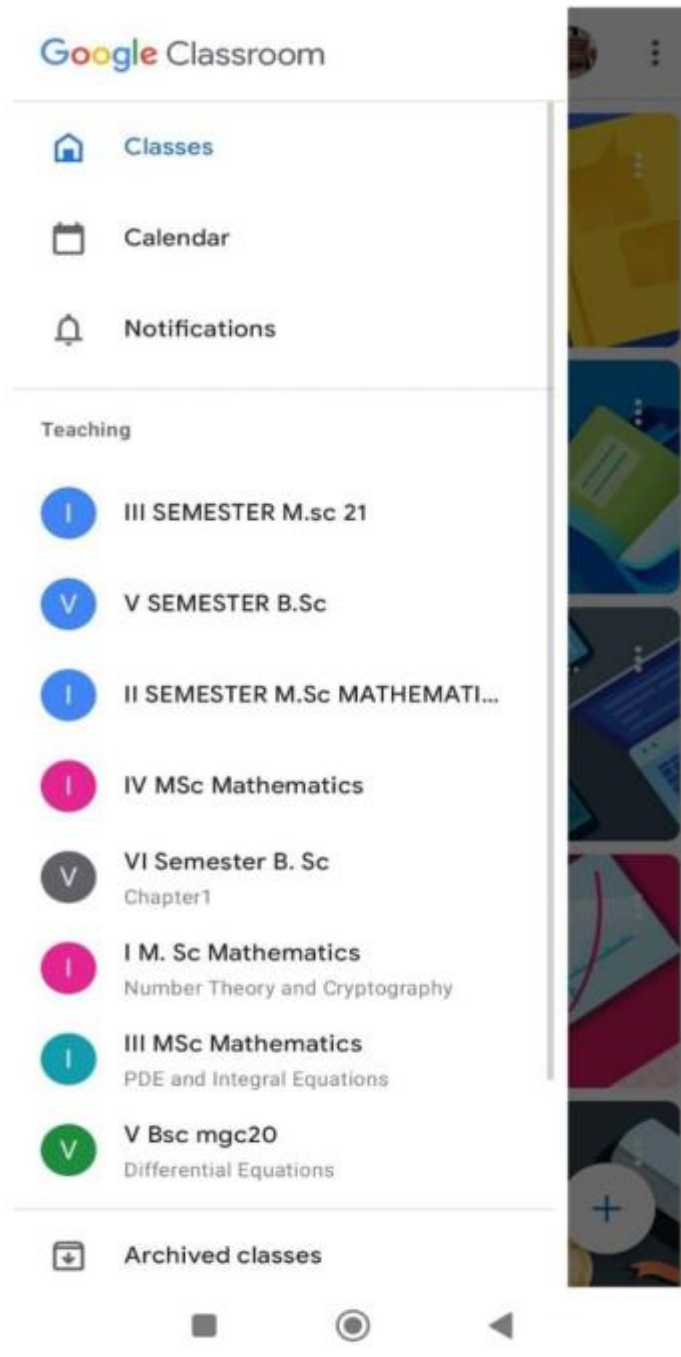 Google Classroom
Classes
Calendar
Notifications
Teaching
I III SEMESTER M.sc 21
V V SEMESTER B.Sc
I II SEMESTER M.Sc MATHEMATI...
I IV MSc Mathematics
V VI Semester B. Sc
Chapter1
I I M. Sc Mathematics
Number Theory and Cryptography
I III MSc Mathematics
PDE and Integral Equations
V V Bsc mgc20
Differential Equations
Archived classes